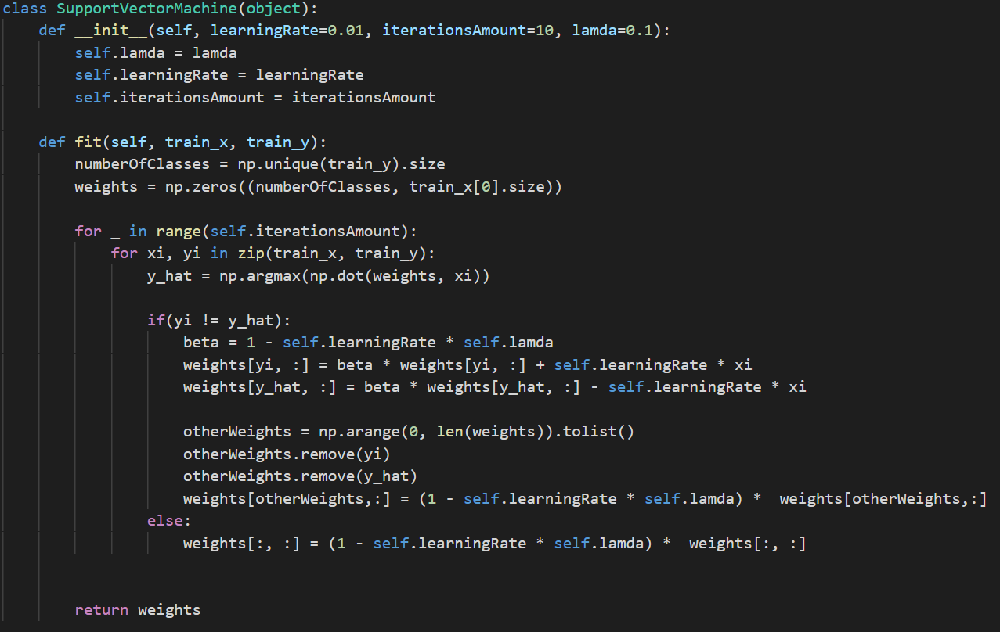 class SupportVectorMachine(object):
    def __init__(self, learningRate=0.01, iterationsAmount=10, lamda=0.1):
        self.lamda = lamda
        self.learningRate = learningRate
        self.iterationsAmount = iterationsAmount

    def fit(self, train_x, train_y):
        numberOfClasses = np.unique(train_y).size
        weights = np.zeros((numberOfClasses, train_x[0].size))

        for _ in range(self.iterationsAmount):
            for xi, yi in zip(train_x, train_y):
                y_hat = np.argmax(np.dot(weights, xi))

                if(yi != y_hat):
                    beta = 1 - self.learningRate * self.lamda
                    weights[yi, :] = beta * weights[yi, :] + self.learningRate * xi
                    weights[y_hat, :] = beta * weights[y_hat, :] - self.learningRate * xi

                    otherWeights = np.arange(0, len(weights)).tolist()
                    otherWeights.remove(yi)
                    otherWeights.remove(y_hat)
                    weights[otherWeights,:] = (1 - self.learningRate * self.lamda) *  weights[otherWeights,:]
                else:
                    weights[:, :] = (1 - self.learningRate * self.lamda) *  weights[:, :]


        return weights